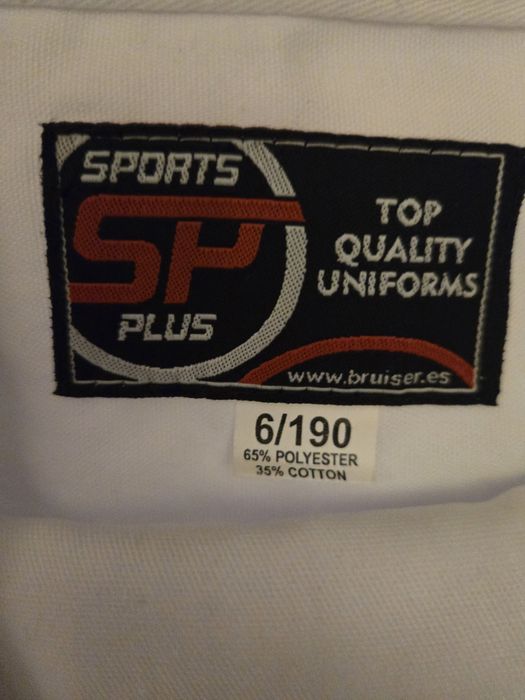 SPORTS
SP
PLUS
TOP
QUALITY
UNIFORMS
www.bruiser.es
6/190
65% POLYESTER
35% COTTON